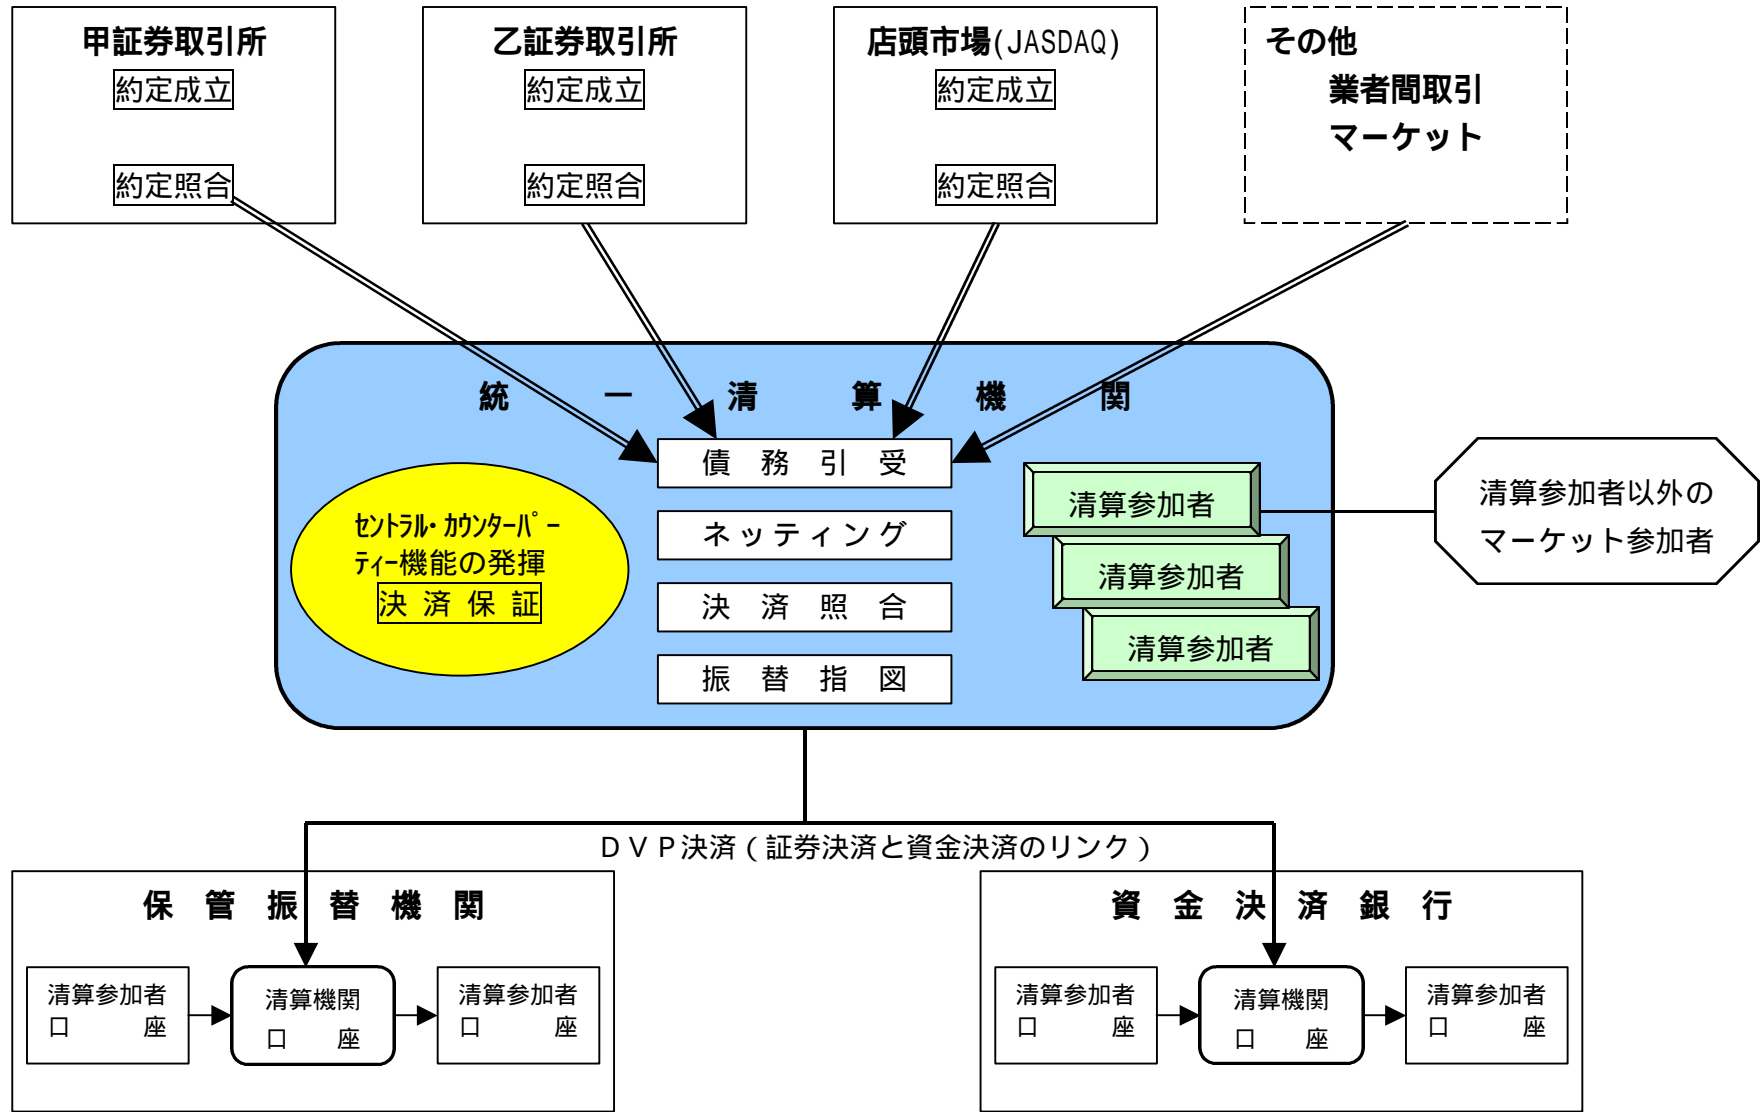 甲証券取引所
約定成立
約定照合
乙証券取引所
約定成立
約定照合
店頭市場(JASDAQ)
約定成立
約定照合
その他
業者間取引
マーケット
統一清算機関
セントラル・カウンターパー
ティー機能の発揮
決済保証
債務引受
ネッティング
決済照合
振替指図
清算参加者
清算参加者
清算参加者
清算参加者以外の
マーケット参加者
DVP決済(証券決済と資金決済のリンク)
保管振替機関
清算参加者
口座
清算機関
口座
清算参加者
口座
資金決済銀行
清算参加者
口座
清算機関
口座
清算参加者
口座